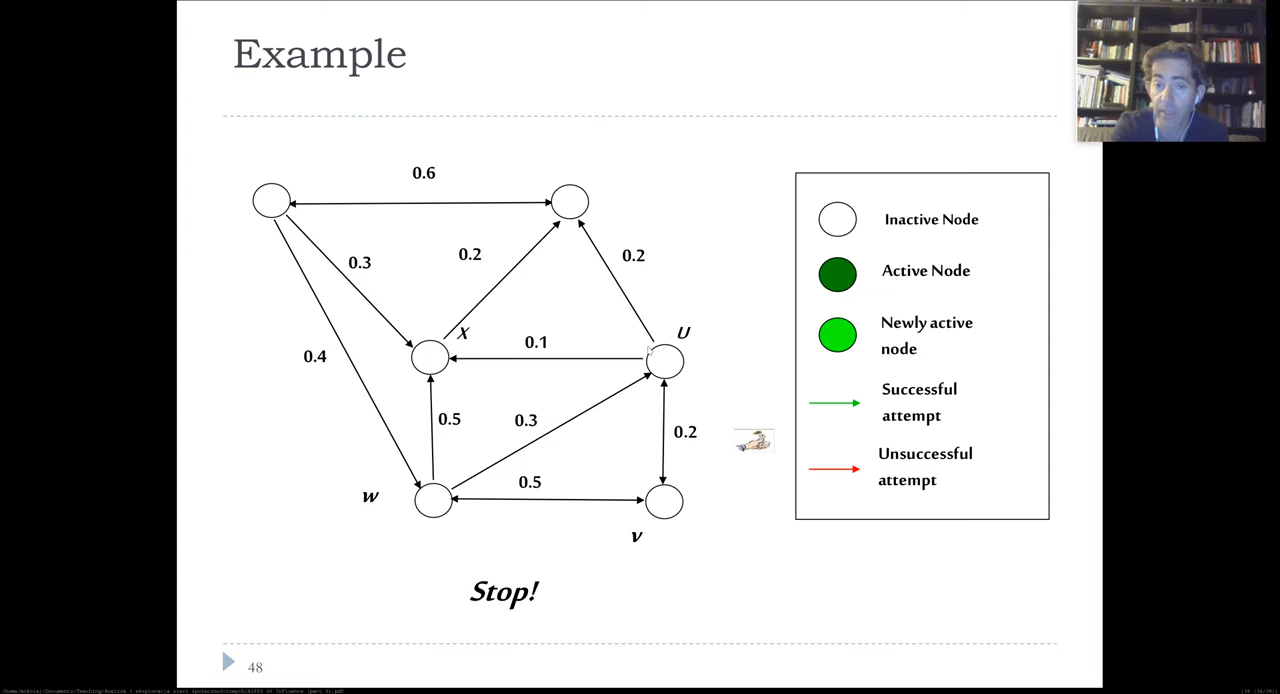 Example
0.6
0.3
0.2
0.2
X
U
0.1
0.4
0.5
0.3
0.2
0.5
w
v
Stop!
Inactive Node
Active Node
Newly active
node
Successful
attempt
Unsuccessful
attempt
48